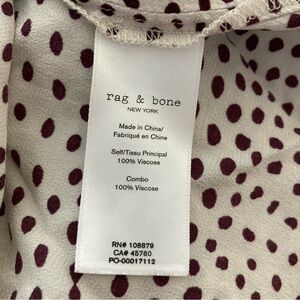 rag & bone
NEW YORK
Made in China/
Fabriqué en Chine
Self/Tissu Principal
100% Viscose
Combo
100% Viscose
RN# 108879
CA# 45760
PO-00017112